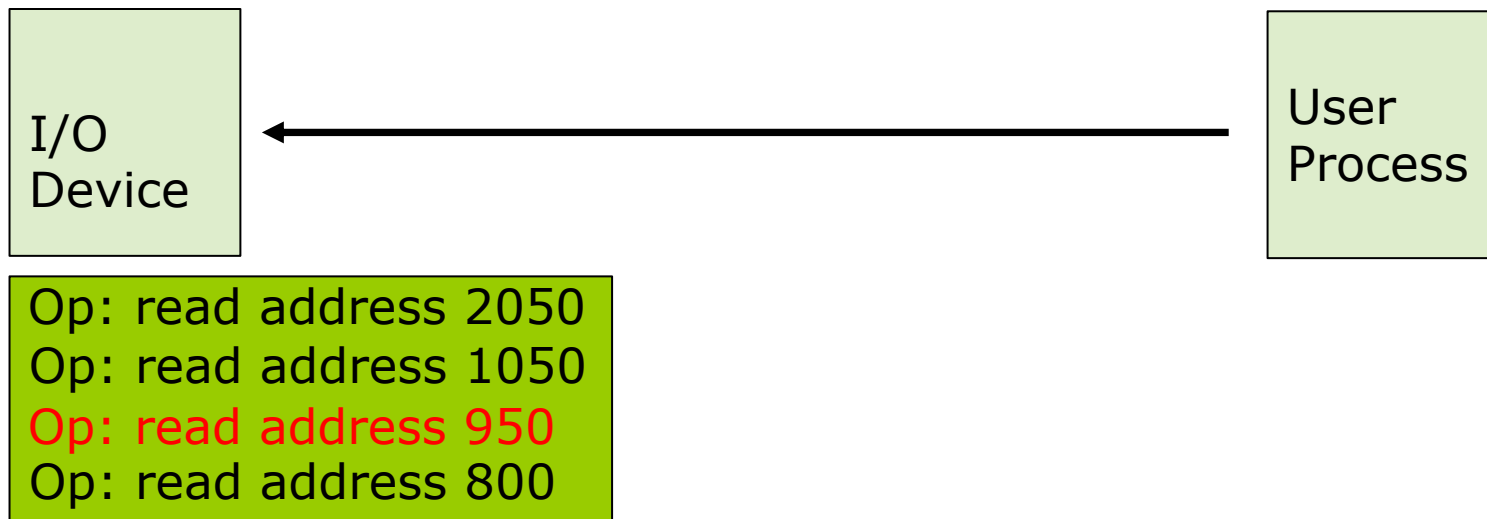 I/O
Device
User
Process
Op: read address 2050
Op: read address 1050
Op: read address 950
Op: read address 800